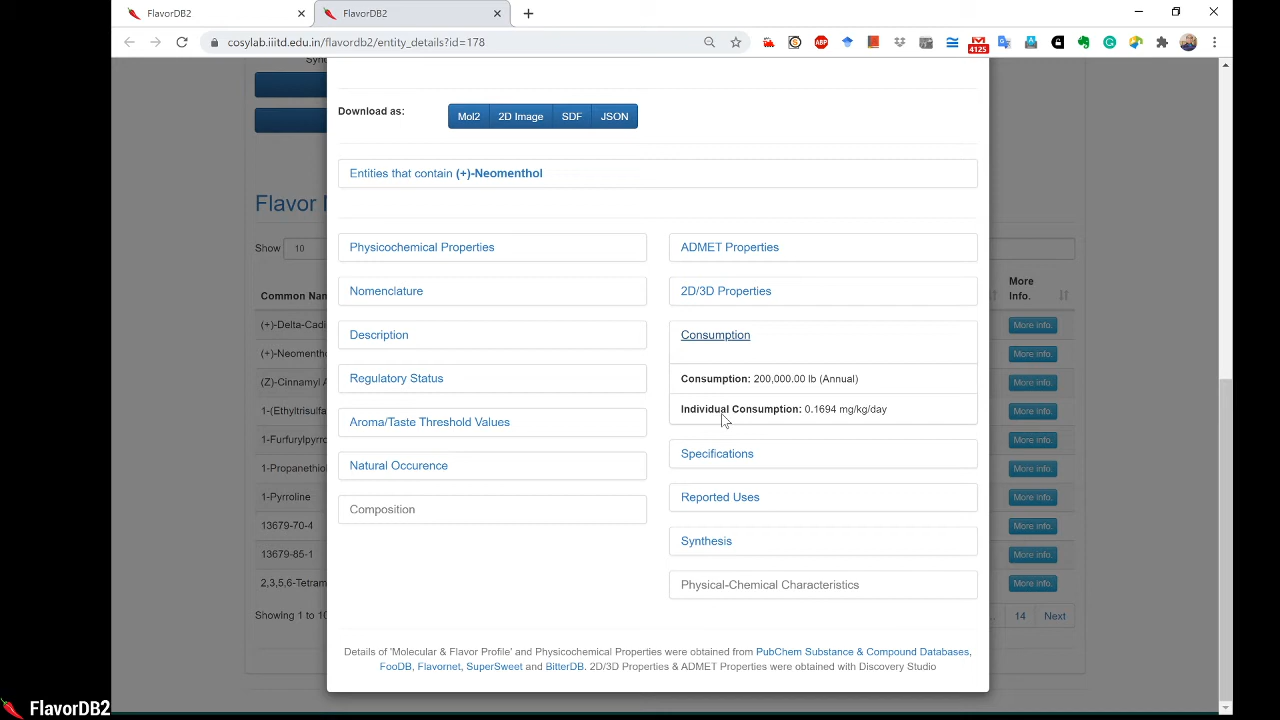 FlavorDB2
FlavorDB2
cosylab.iiitd.edu.in/flavordb2/entity_details?id=178
4125
Download as:
Mol2
2D Image
SDF
JSON
Entities that contain (+)-Neomenthol
Flavor
Show 10
Physicochemical Properties
ADMET Properties
Nomenclature
2D/3D Properties
Description
Consumption
Regulatory Status
Consumption: 200,000.00 lb (Annual)
Individual Consumption: 0.1694 mg/kg/day
Aroma/Taste Threshold Values
Specifications
Natural Occurence
Reported Uses
Composition
Synthesis
Physical-Chemical Characteristics
Common Nam
More
Info.
(+)-Delta-Cadi
More info.
(+)-Neomentho
More info.
(Z)-Cinnamyl A
More info.
1-(Ethyltrisulfa
More info.
1-Furfurylpyrro
More info.
1-Propanethiol
More info.
1-Pyrroline
More info.
13679-70-4
More info.
13679-85-1
More info.
2,3,5,6-Tetram
More info.
Showing 1 to 10
14
Next
Details of 'Molecular & Flavor Profile' and Physicochemical Properties were obtained from PubChem Substance & Compound Databases,
FooDB, Flavornet, SuperSweet and BitterDB. 2D/3D Properties & ADMET Properties were obtained with Discovery Studio
FlavorDB2